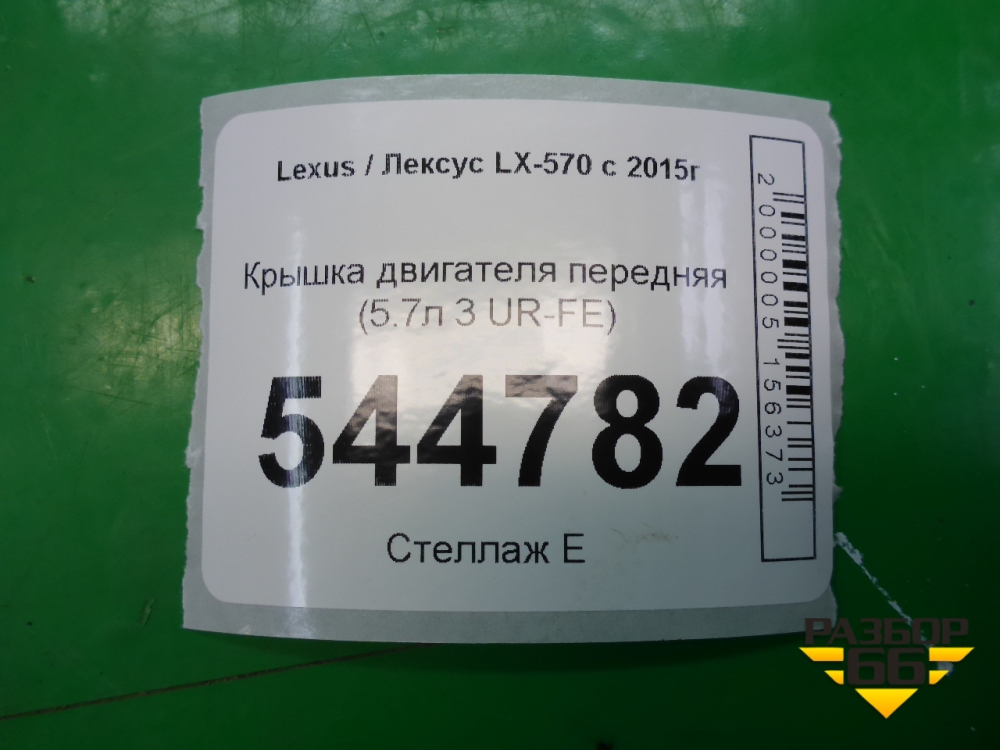 Lexus / Лексус LX-570 с 2015г
Крышка двигателя передняя
(5.7л 3 UR-FE)
544782
Стеллаж Е
2000005156373
РАЗБОР
66